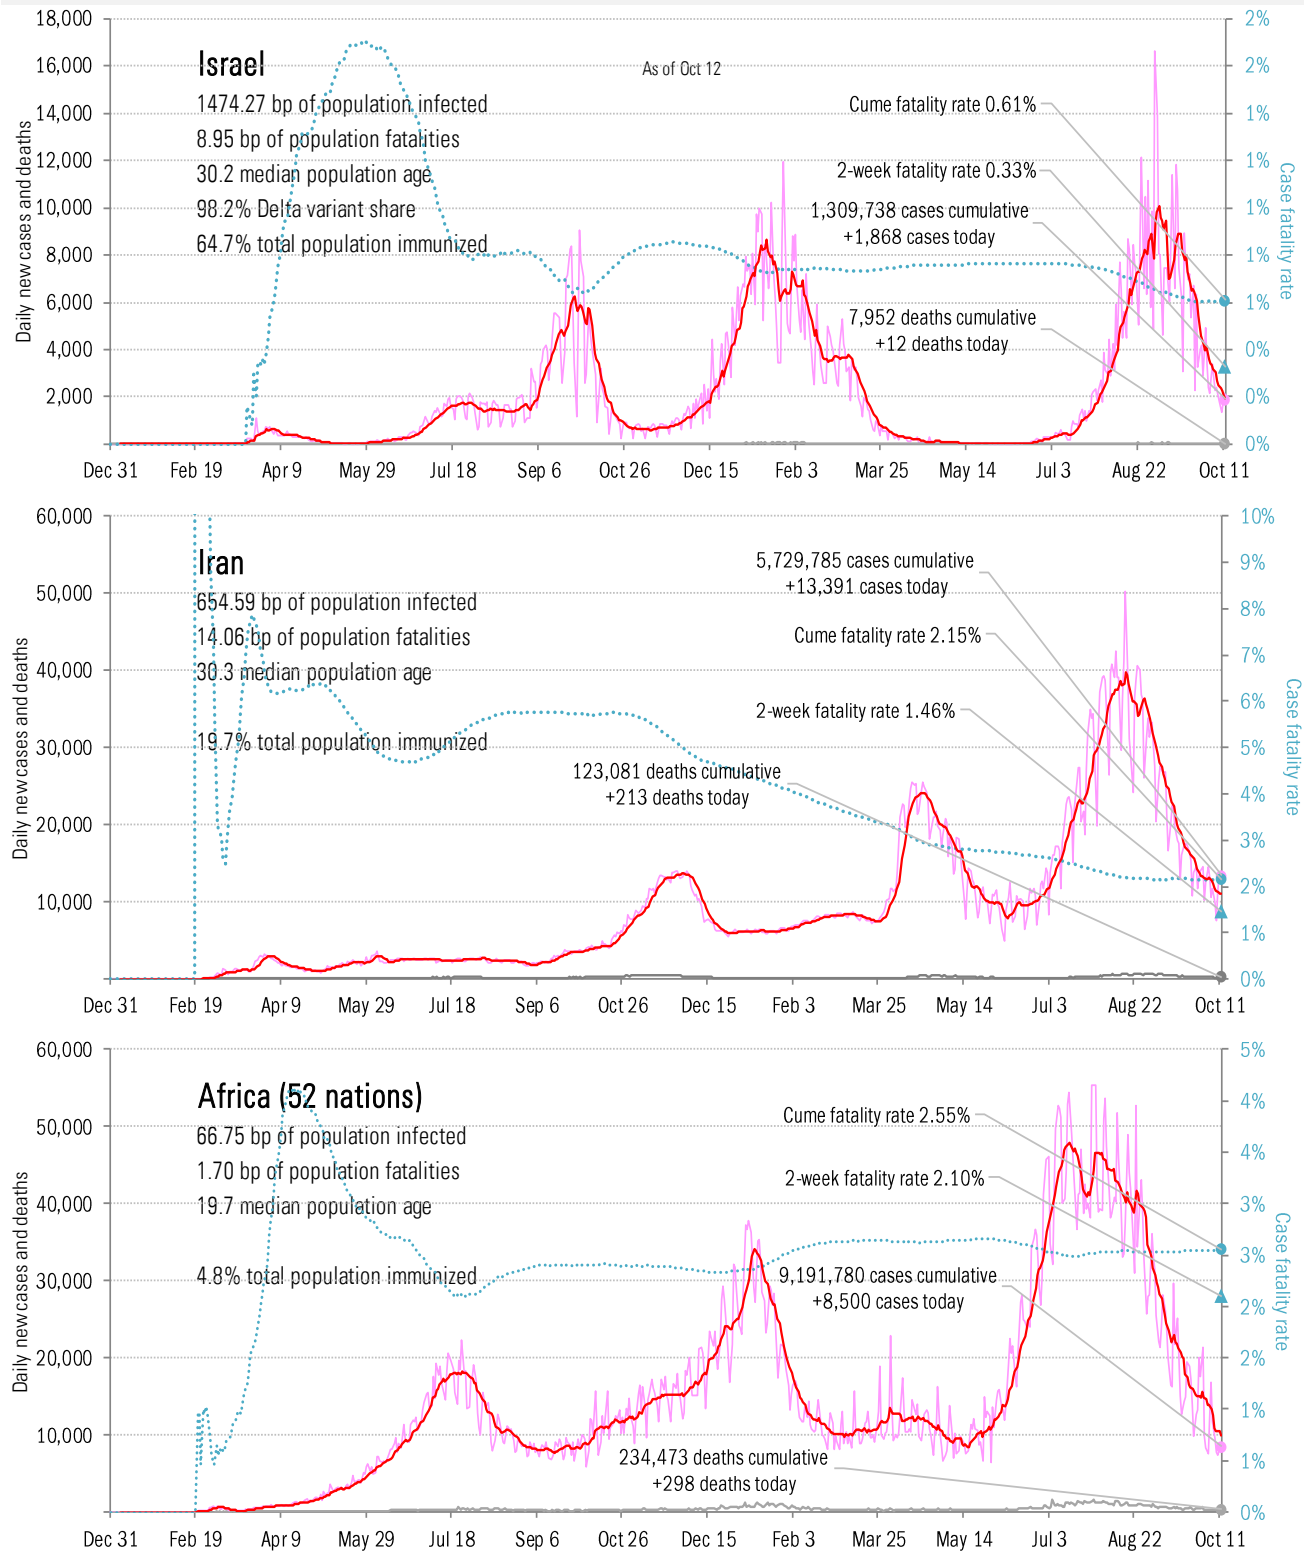 18,000
16,000
14,000
12,000
10,000
8,000
6,000
4,000
2,000
Daily new cases and deaths
Israel
1474.27 bp of population infected
8.95 bp of population fatalities
30.2 median population age
98.2% Delta variant share
64.7% total population immunized
As of Oct 12
Cume fatality rate 0.61%
2-week fatality rate 0.33%
1,309,738 cases cumulative
+1,868 cases today
7,952 deaths cumulative
+12 deaths today
2%
2%
1%
1%
1%
1%
1%
0%
0%
0%
Case fatality rate
Dec 31 Feb 19 Apr 9 May 29 Jul 18 Sep 6 Oct 26 Dec 15 Feb 3 Mar 25 May 14 Jul 3 Aug 22 Oct 11
60,000
50,000
40,000
30,000
20,000
10,000
Daily new cases and deaths
Iran
654.59 bp of population infected
14.06 bp of population fatalities
30.3 median population age
19.7% total population immunized
5,729,785 cases cumulative
+13,391 cases today
Cume fatality rate 2.15%
2-week fatality rate 1.46%
123,081 deaths cumulative
+213 deaths today
10%
9%
8%
7%
6%
5%
4%
3%
2%
1%
0%
Case fatality rate
Dec 31 Feb 19 Apr 9 May 29 Jul 18 Sep 6 Oct 26 Dec 15 Feb 3 Mar 25 May 14 Jul 3 Aug 22 Oct 11
60,000
50,000
40,000
30,000
20,000
10,000
Daily new cases and deaths
Africa (52 nations)
66.75 bp of population infected
1.70 bp of population fatalities
19.7 median population age
4.8% total population immunized
Cume fatality rate 2.55%
2-week fatality rate 2.10%
9,191,780 cases cumulative
+8,500 cases today
234,473 deaths cumulative
+298 deaths today
5%
4%
4%
3%
3%
2%
2%
1%
1%
0%
Case fatality rate
Dec 31 Feb 19 Apr 9 May 29 Jul 18 Sep 6 Oct 26 Dec 15 Feb 3 Mar 25 May 14 Jul 3 Aug 22 Oct 11